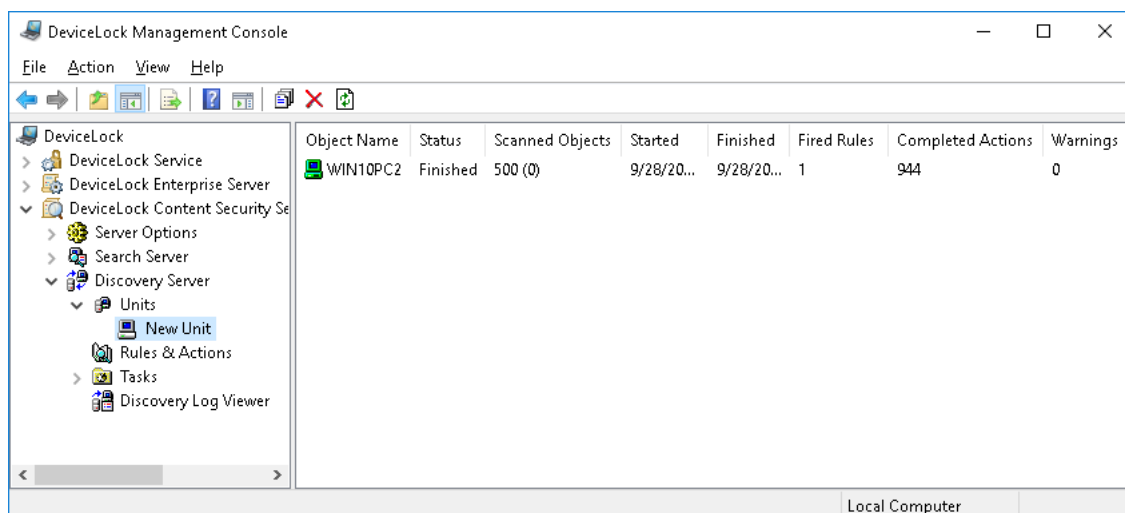 DeviceLock Management Console
File Action View Help
DeviceLock
DeviceLock Service
DeviceLock Enterprise Server
DeviceLock Content Security Se
Server Options
Search Server
Discovery Server
Units
New Unit
Rules & Actions
Tasks
Discovery Log Viewer
Object Name Status Scanned Objects Started Finished Fired Rules Completed Actions Warnings
WIN10PC2 Finished 500 (0) 9/28/20... 9/28/20... 1 944 0
Local Computer